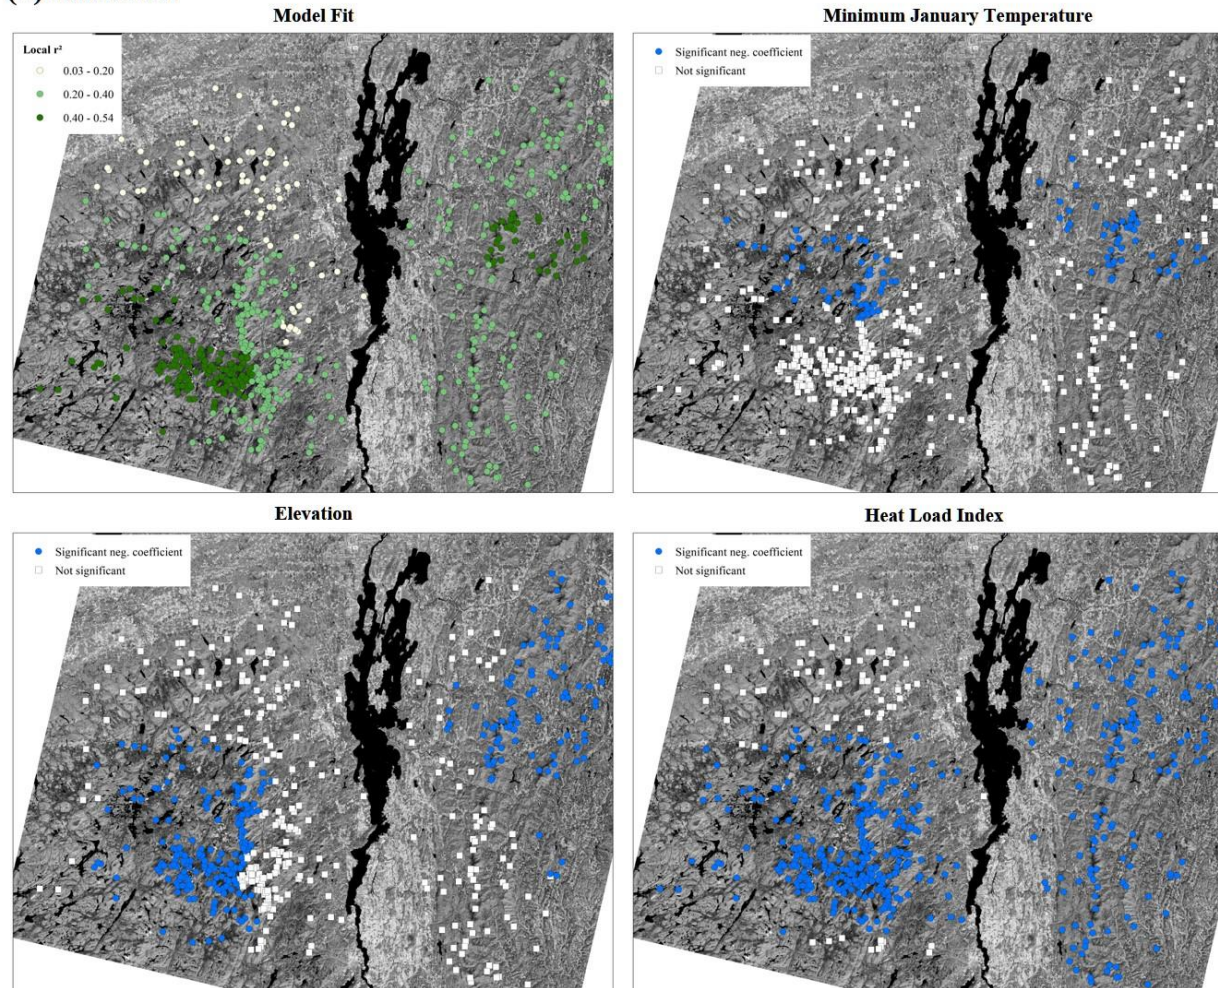 Model Fit
Minimum January Temperature
Local r²
0.03 - 0.20
0.20 - 0.40
0.40 - 0.54
Significant neg. coefficient
Not significant
Elevation
Heat Load Index
Significant neg. coefficient
Not significant
Significant neg. coefficient
Not significant